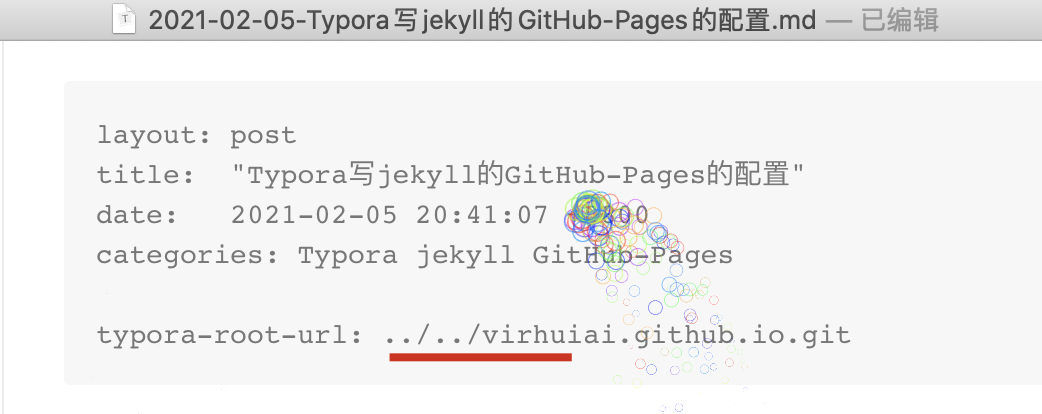 2021-02-05-Typora写jekyll的GitHub-Pages的配置.md — 已编辑
layout: post
title:  "Typora写jekyll的GitHub-Pages的配置"
date:   2021-02-05 20:41:07
categories: Typora jekyll GitHub-Pages
typora-root-url: ../../virhuiai.github.io.git